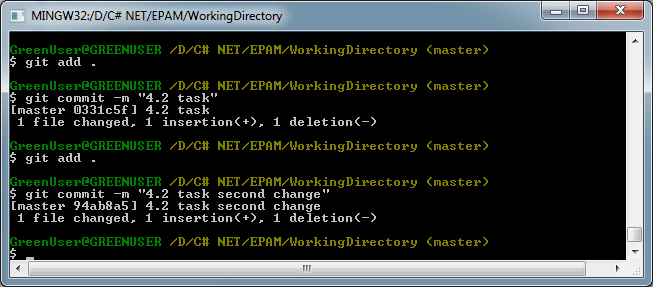 MINGW32:/D/C# NET/EPAM/WorkingDirectory
GreenUser@GREENUSER /D/C# NET/EPAM/WorkingDirectory (master)
$ git add .
GreenUser@GREENUSER /D/C# NET/EPAM/WorkingDirectory (master)
$ git commit -m "4.2 task"
[master 0331c5f] 4.2 task
 1 file changed, 1 insertion(+), 1 deletion(-)
GreenUser@GREENUSER /D/C# NET/EPAM/WorkingDirectory (master)
$ git add .
GreenUser@GREENUSER /D/C# NET/EPAM/WorkingDirectory (master)
$ git commit -m "4.2 task second change"
[master 94ab8a5] 4.2 task second change
 1 file changed, 1 insertion(+), 1 deletion(-)
GreenUser@GREENUSER /D/C# NET/EPAM/WorkingDirectory (master)
$